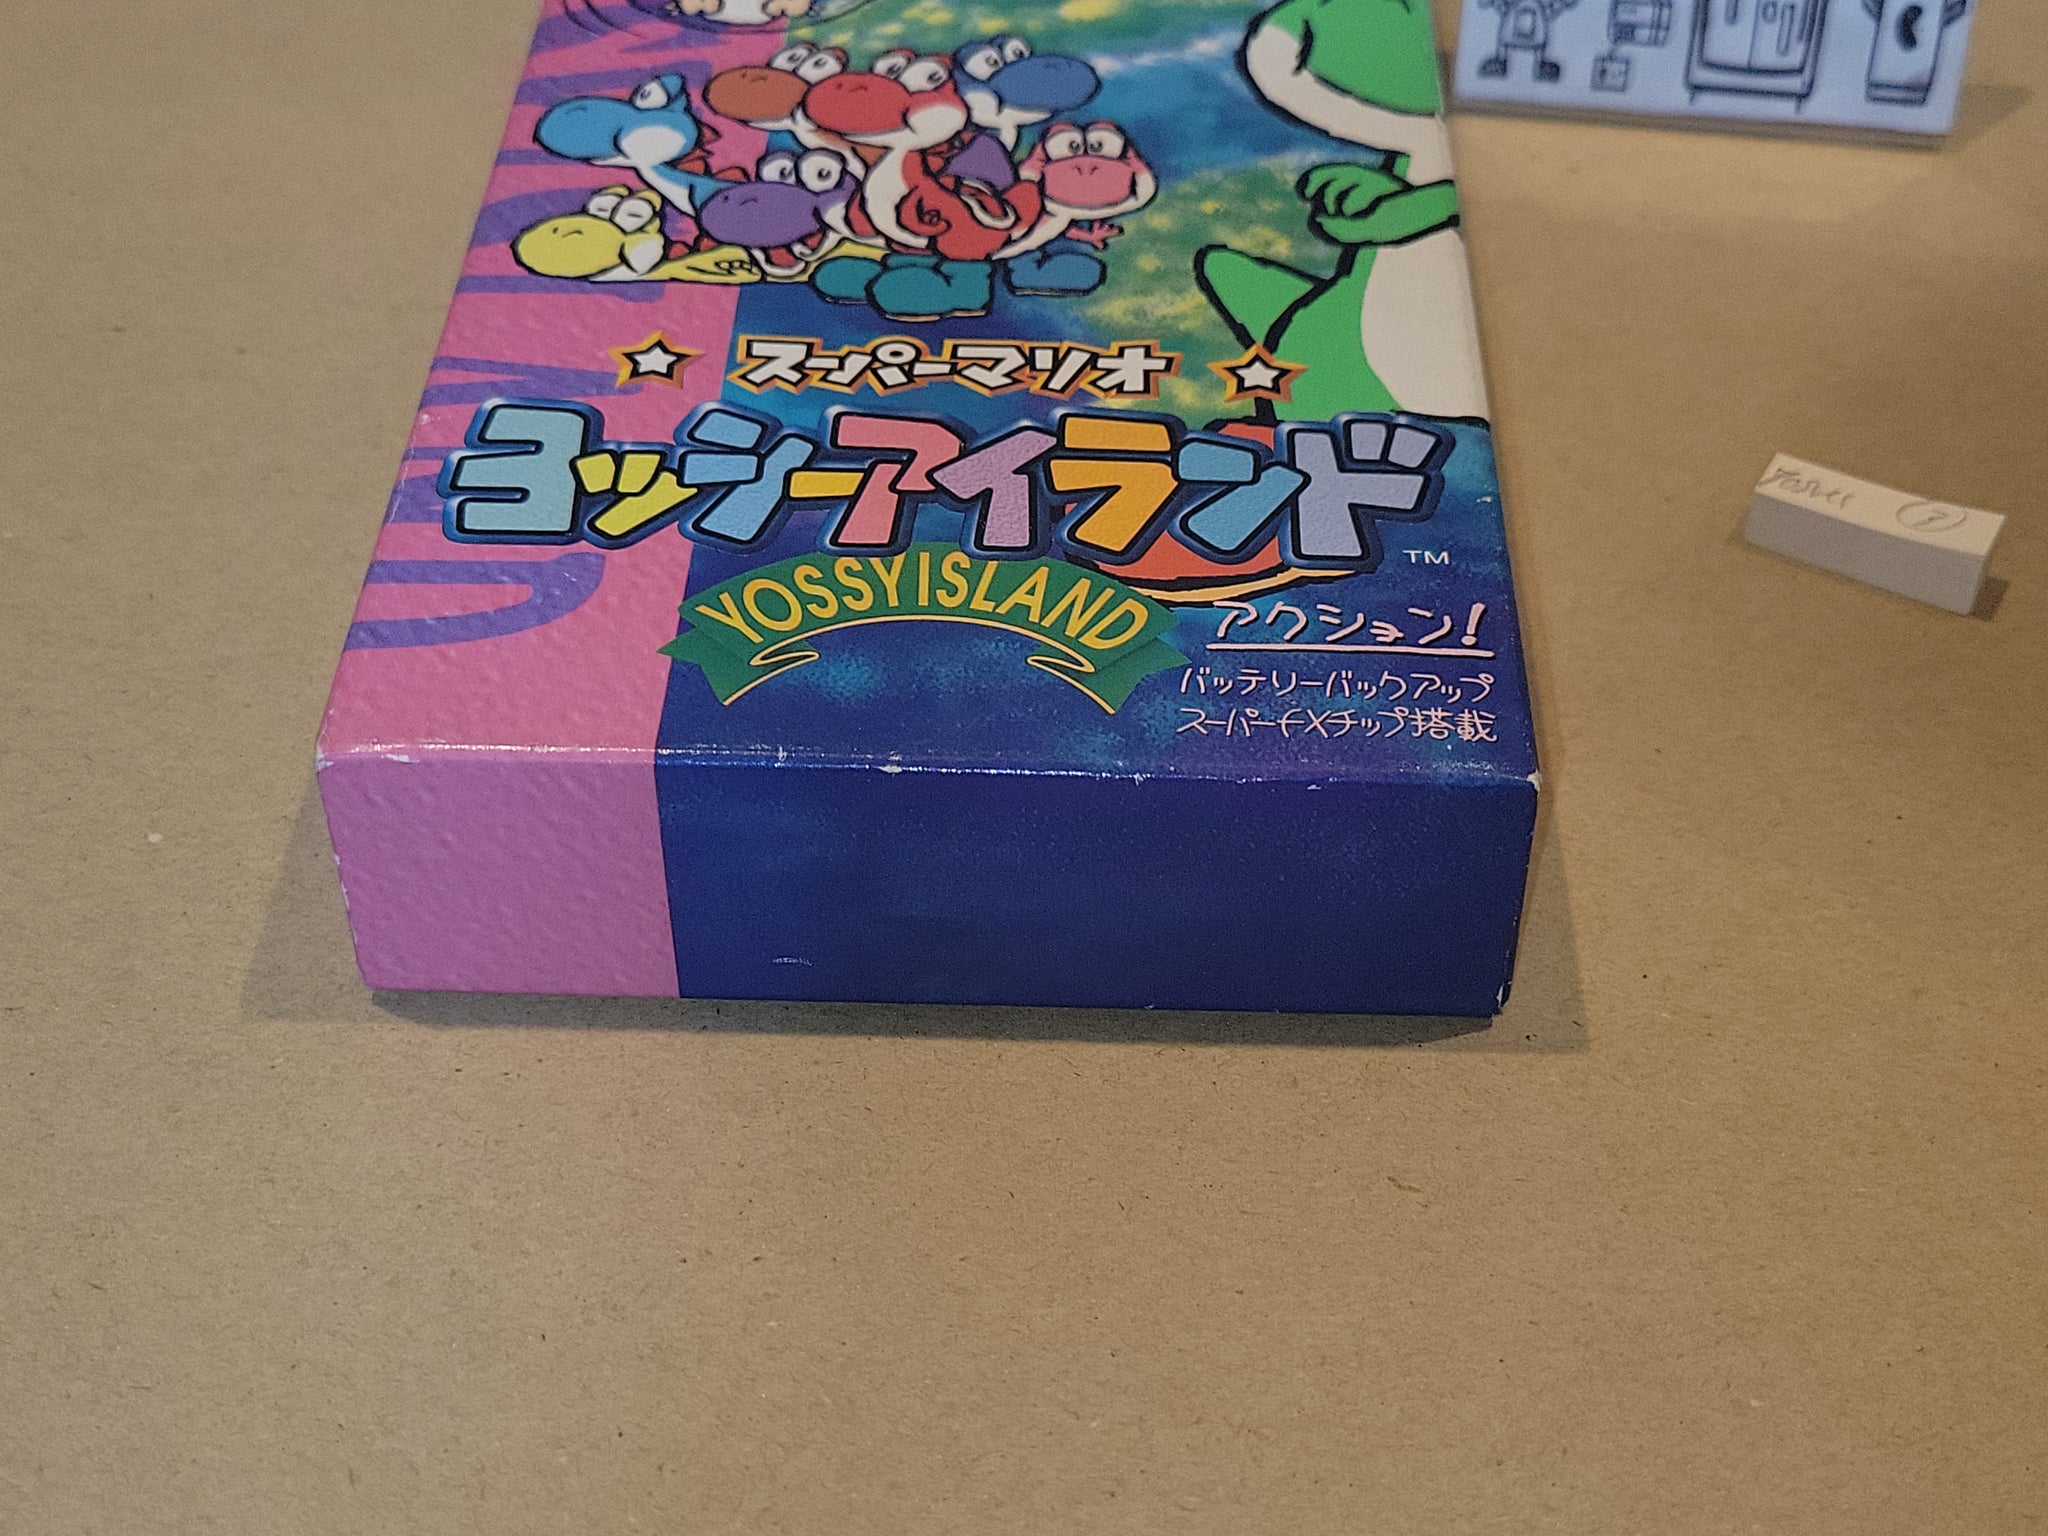 スーパーマリオ
ヨッシーアイランド
TM
YOSSY ISLAND
アクション!
バッテリーバックアップ
スーパーFXチップ搭載